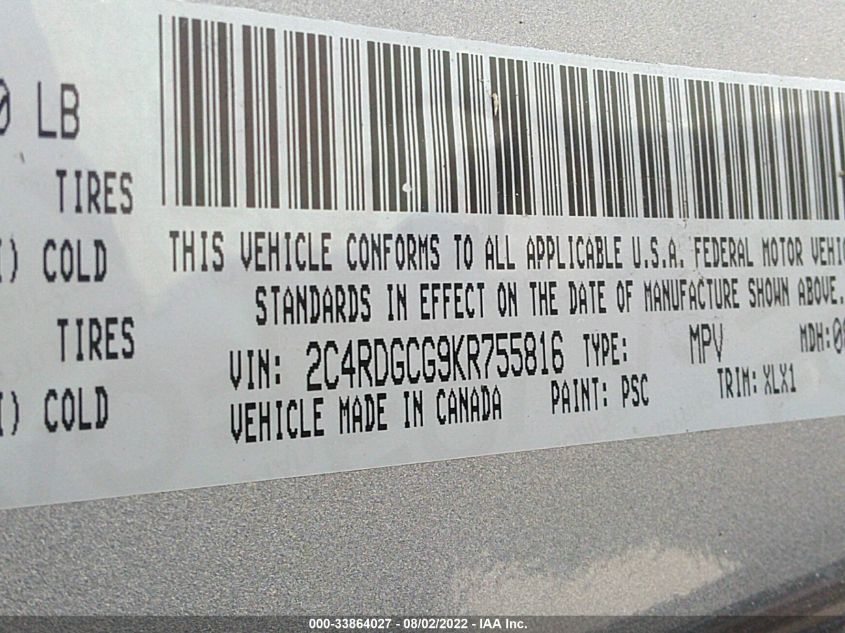 LB
TIRES
COLD
TIRES
COLD
THIS VEHICLE CONFORMS TO ALL APPLICABLE U.S.A. FEDERAL MOTOR
STANDARDS IN EFFECT ON THE DATE OF MANUFACTURE SHOWN ABOVE.
VIN: 2C4RDGCG9KR755816 TYPE: MPV MDH:
VEHICLE MADE IN CANADA PAINT: PSC TRIM: XLX1
000-33864027 - 08/02/2022 - IAA Inc.